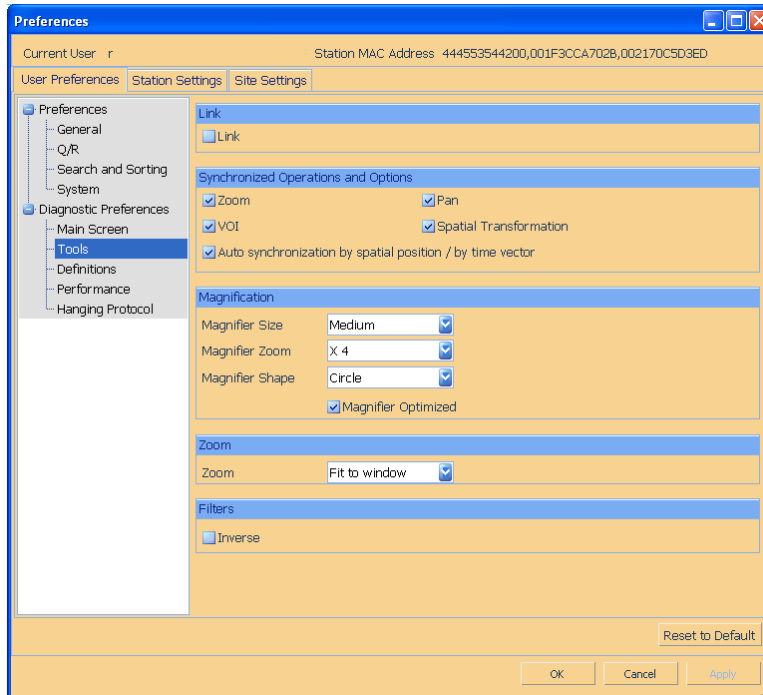 Preferences
Current User r Station MAC Address 444553544200,001F3CCA702B,002170C5D3ED
User Preferences Station Settings Site Settings
Preferences
General
Q/R
Search and Sorting
System
Diagnostic Preferences
Main Screen
Tools
Definitions
Performance
Hanging Protocol
Link
Link
Synchronized Operations and Options
Zoom Pan
VOI Spatial Transformation
Auto synchronization by spatial position / by time vector
Magnification
Magnifier Size Medium
Magnifier Zoom X 4
Magnifier Shape Circle
Magnifier Optimized
Zoom
Zoom Fit to window
Filters
Inverse
Reset to Default
OK Cancel Apply